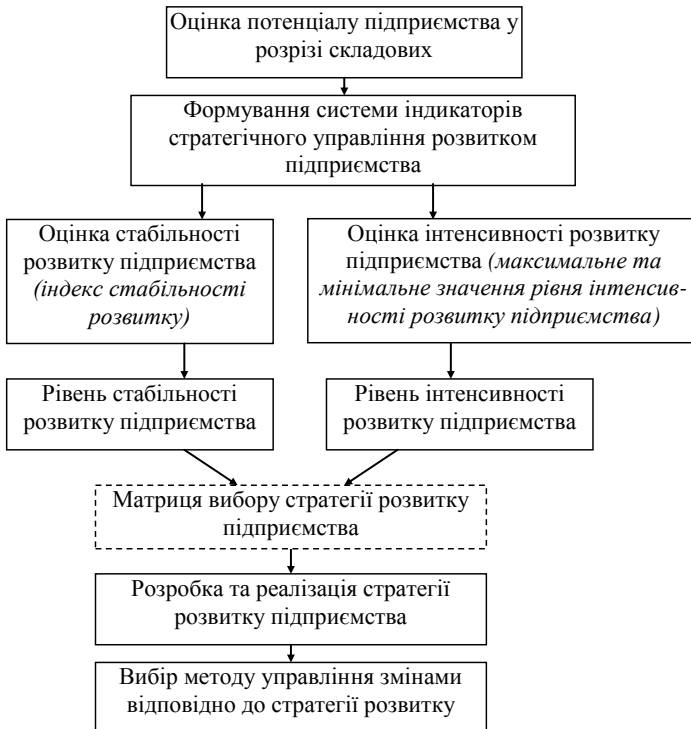 Оцінка потенціалу підприємства у
розрізі складових
Формування системи індикаторів
стратегічного управління розвитком
підприємства
Оцінка стабільності
розвитку підприємства
(індекс стабільності
розвитку)
Оцінка інтенсивності розвитку
підприємства (максимальне та
мінімальне значення рівня інтенсив-
ності розвитку підприємства)
Рівень стабільності
розвитку підприємства
Рівень інтенсивності
розвитку підприємства
Матриця вибору стратегії розвитку
підприємства
Розробка та реалізація стратегії
розвитку підприємства
Вибір методу управління змінами
відповідно до стратегії розвитку